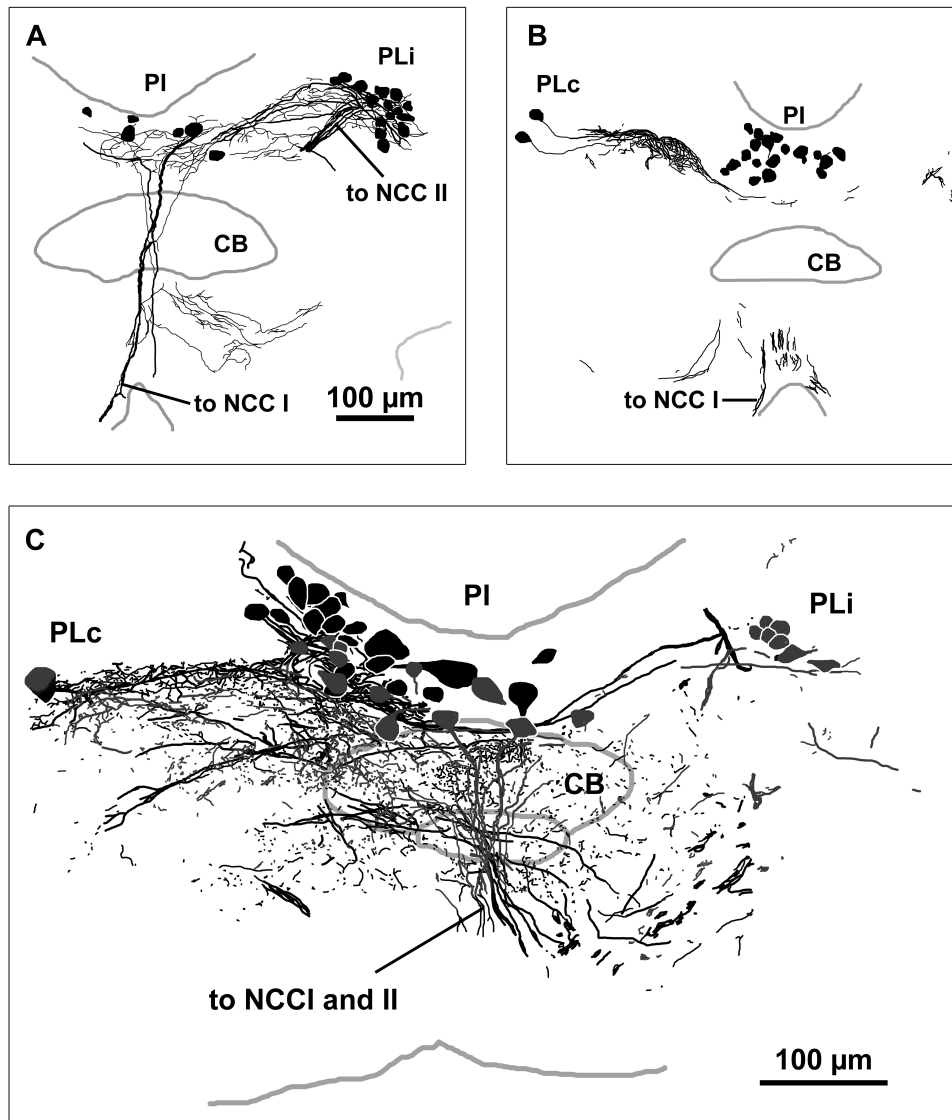 A
PI
PLi
to NCC II
CB
to NCC I
100 µm
B
PLc
PI
CB
to NCC I
C
PI
PLc
PLi
CB
to NCCI and II
100 µm